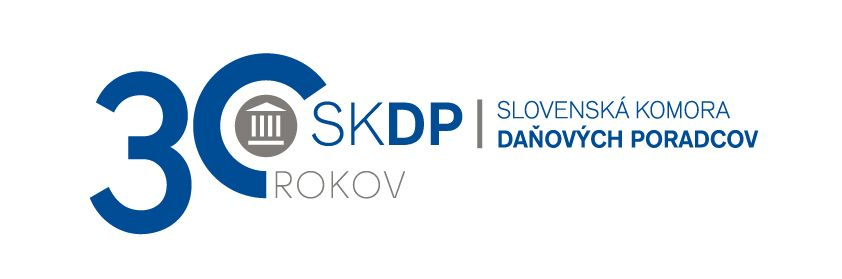 30 SKDP | SLOVENSKÁ KOMORA
DAŇOVÝCH PORADCOV
ROKOV